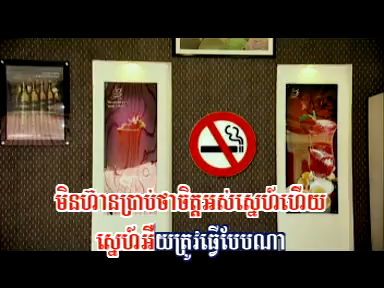 មិនហ៊ានប្រាប់ថាចិត្តអស់ស្នេហ៍ហើយ
ស្នេហ៍អើយត្រូវធ្វើបែបណា